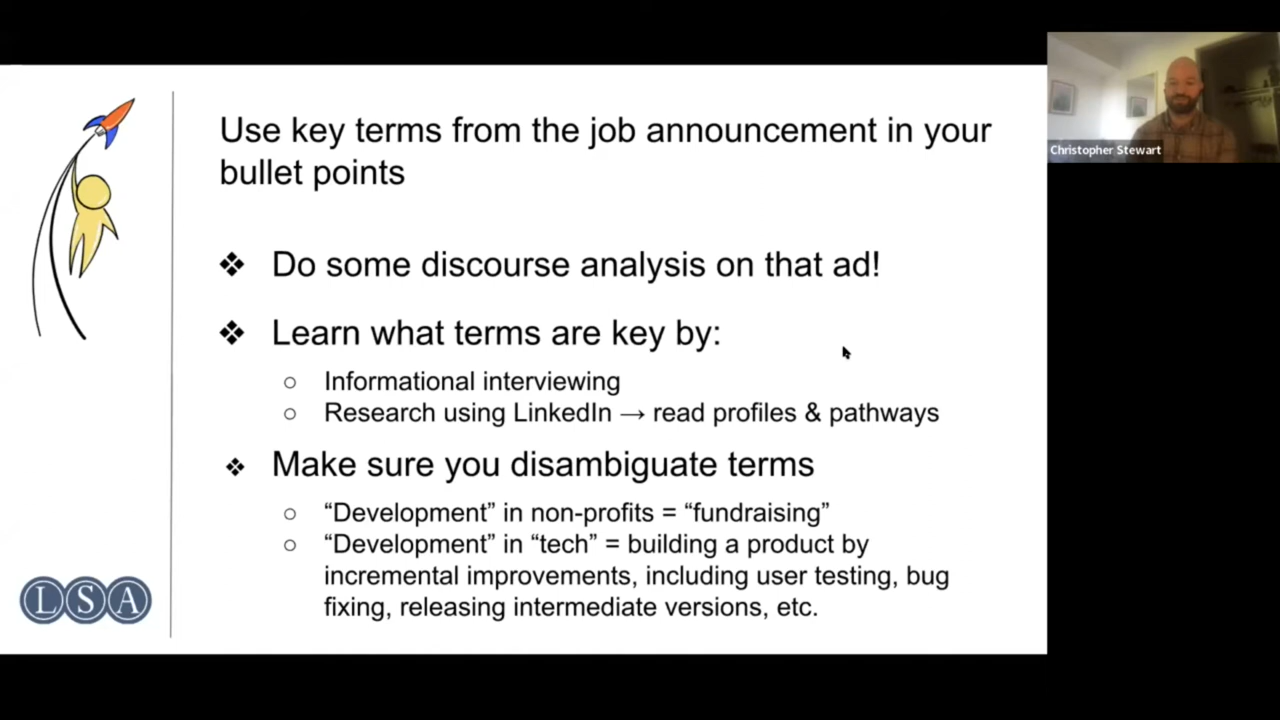 Use key terms from the job announcement in your
bullet points
❖ Do some discourse analysis on that ad!
❖ Learn what terms are key by:
○ Informational interviewing
○ Research using LinkedIn → read profiles & pathways
❖ Make sure you disambiguate terms
○ “Development” in non-profits = “fundraising”
○ “Development” in “tech” = building a product by
incremental improvements, including user testing, bug
fixing, releasing intermediate versions, etc.
LSA
Christopher Stewart